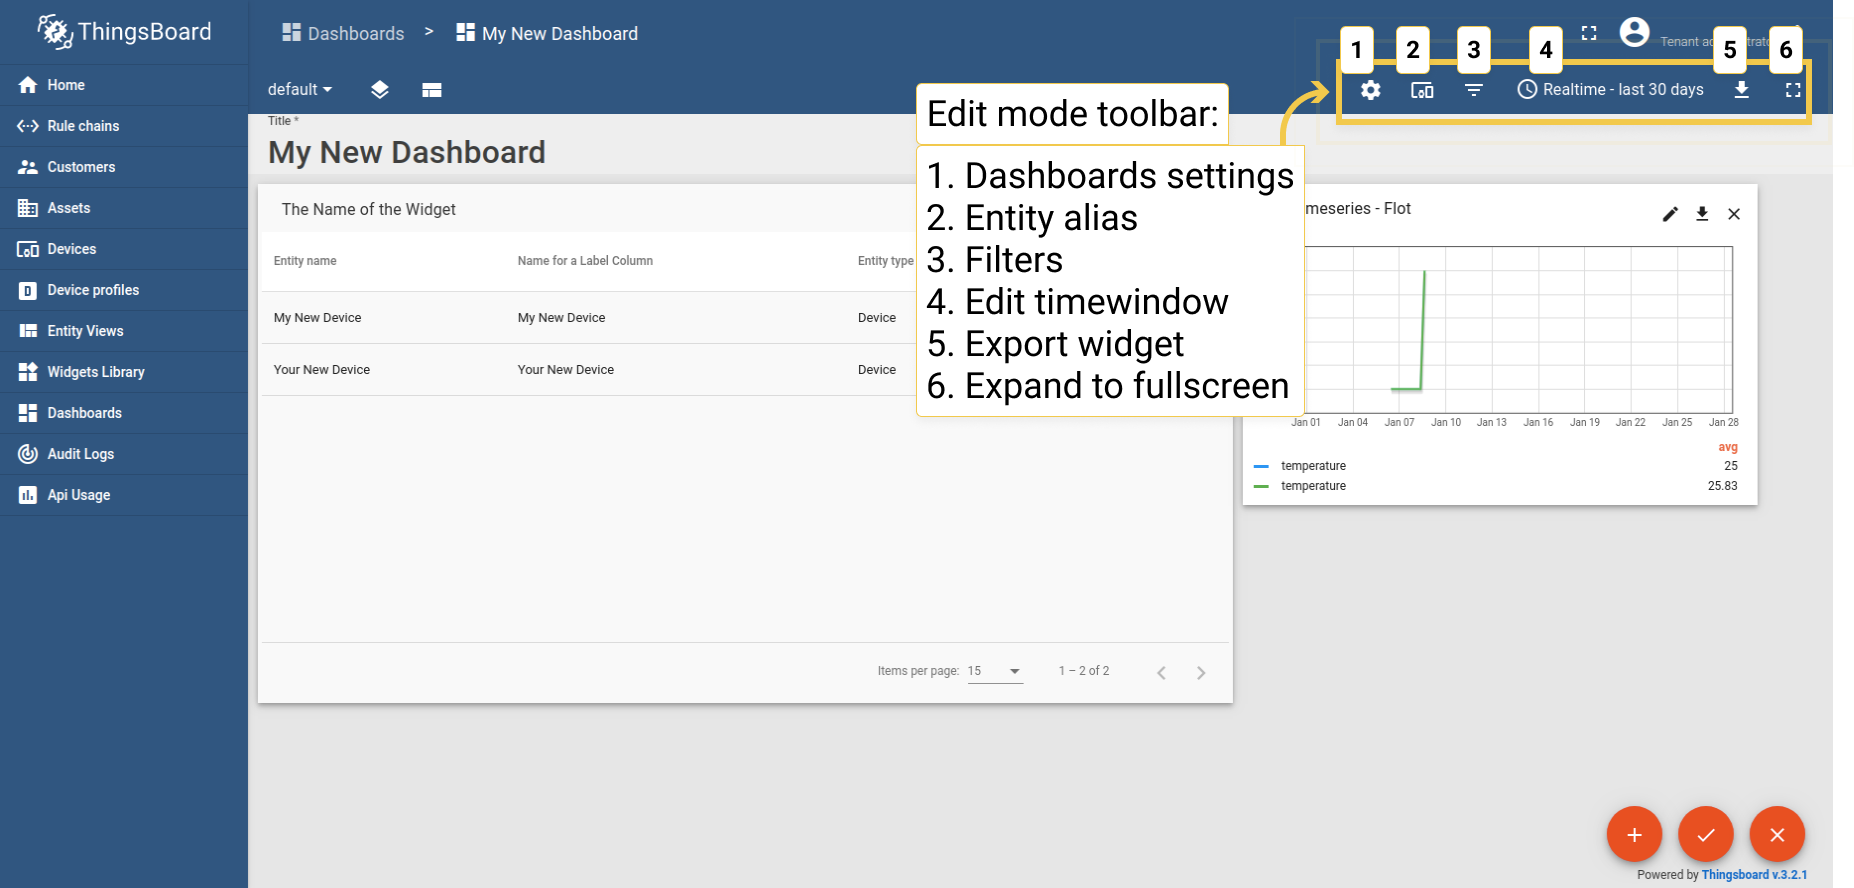 ThingsBoard
Dashboards > My New Dashboard
Tenant
1 2 3 4 5 6
default
Realtime - last 30 days
Home
Rule chains
Customers
Assets
Devices
Device profiles
Entity Views
Widgets Library
Dashboards
Audit Logs
Api Usage
Title *
My New Dashboard
Edit mode toolbar:
1. Dashboards settings
2. Entity alias
3. Filters
4. Edit timewindow
5. Export widget
6. Expand to fullscreen
The Name of the Widget
Entity name Name for a Label Column Entity type
My New Device My New Device Device
Your New Device Your New Device Device
Items per page: 15 1 – 2 of 2
meseries - Flot
Jan 01 Jan 04 Jan 07 Jan 10 Jan 13 Jan 16 Jan 19 Jan 22 Jan 25 Jan 28
avg
temperature 25
temperature 25.83
Powered by Thingsboard v.3.2.1